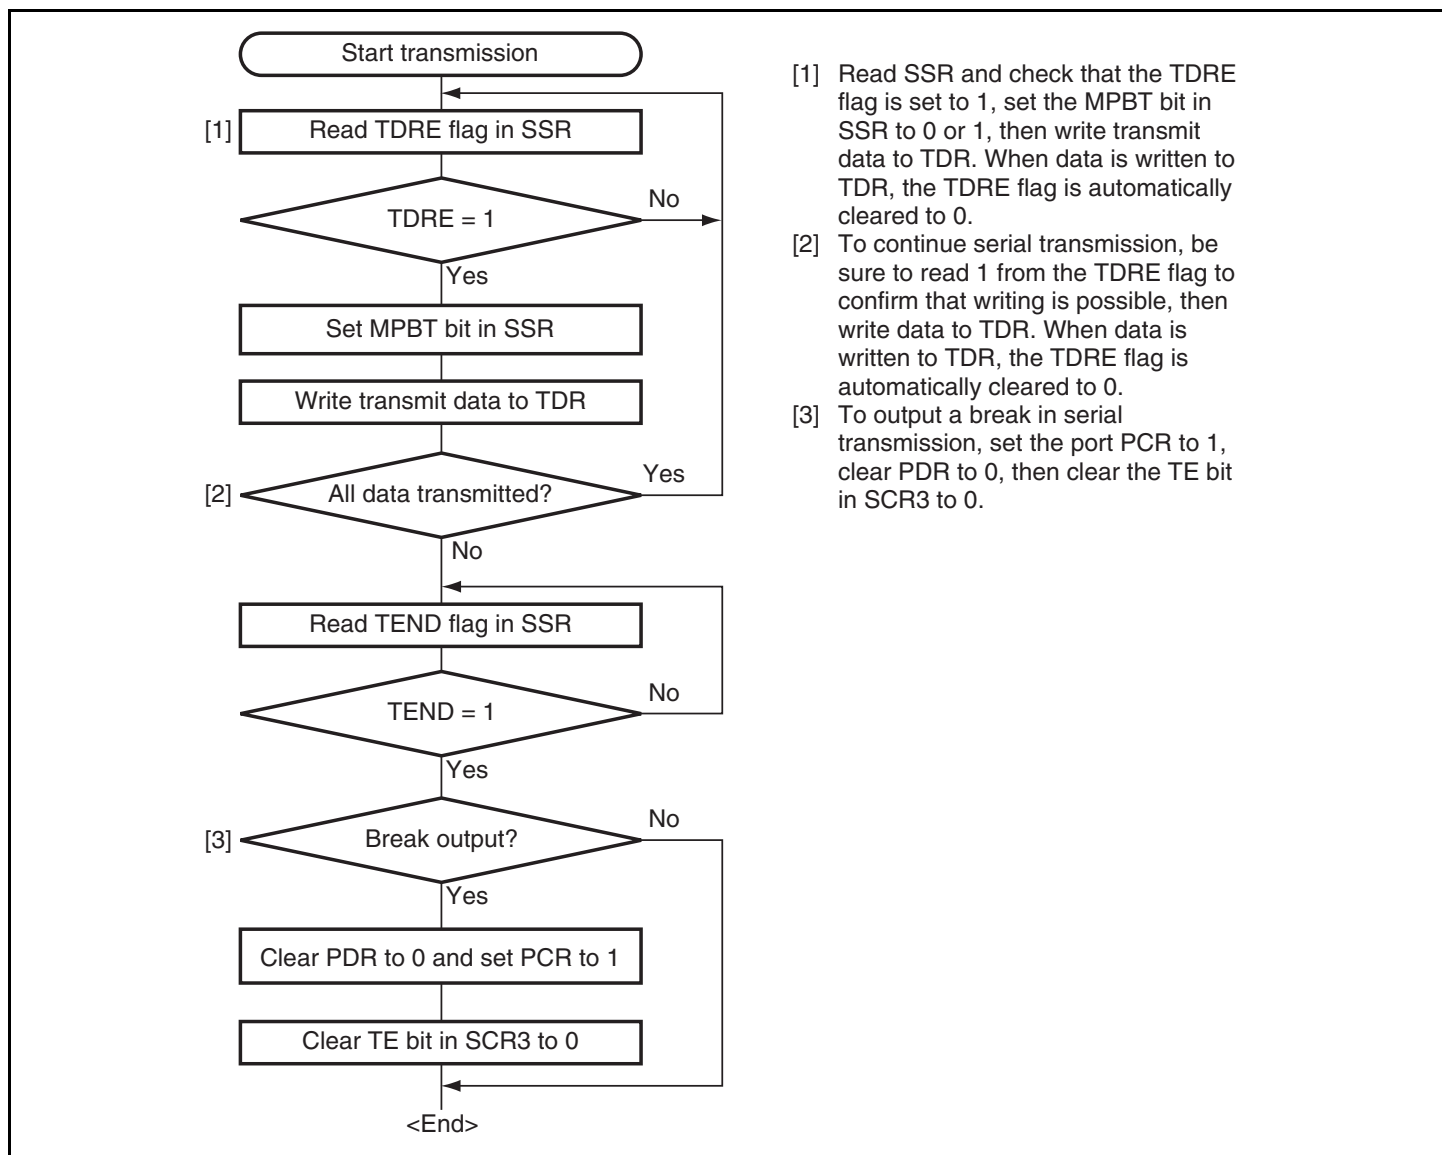 Start transmission
[1] Read TDRE flag in SSR
TDRE = 1
No
Yes
Set MPBT bit in SSR
Write transmit data to TDR
[2] All data transmitted?
Yes
No
Read TEND flag in SSR
TEND = 1
No
Yes
[3] Break output?
No
Yes
Clear PDR to 0 and set PCR to 1
Clear TE bit in SCR3 to 0
<End>
[1] Read SSR and check that the TDRE
flag is set to 1, set the MPBT bit in
SSR to 0 or 1, then write transmit
data to TDR. When data is written to
TDR, the TDRE flag is automatically
cleared to 0.
[2] To continue serial transmission, be
sure to read 1 from the TDRE flag to
confirm that writing is possible, then
write data to TDR. When data is
written to TDR, the TDRE flag is
automatically cleared to 0.
[3] To output a break in serial
transmission, set the port PCR to 1,
clear PDR to 0, then clear the TE bit
in SCR3 to 0.